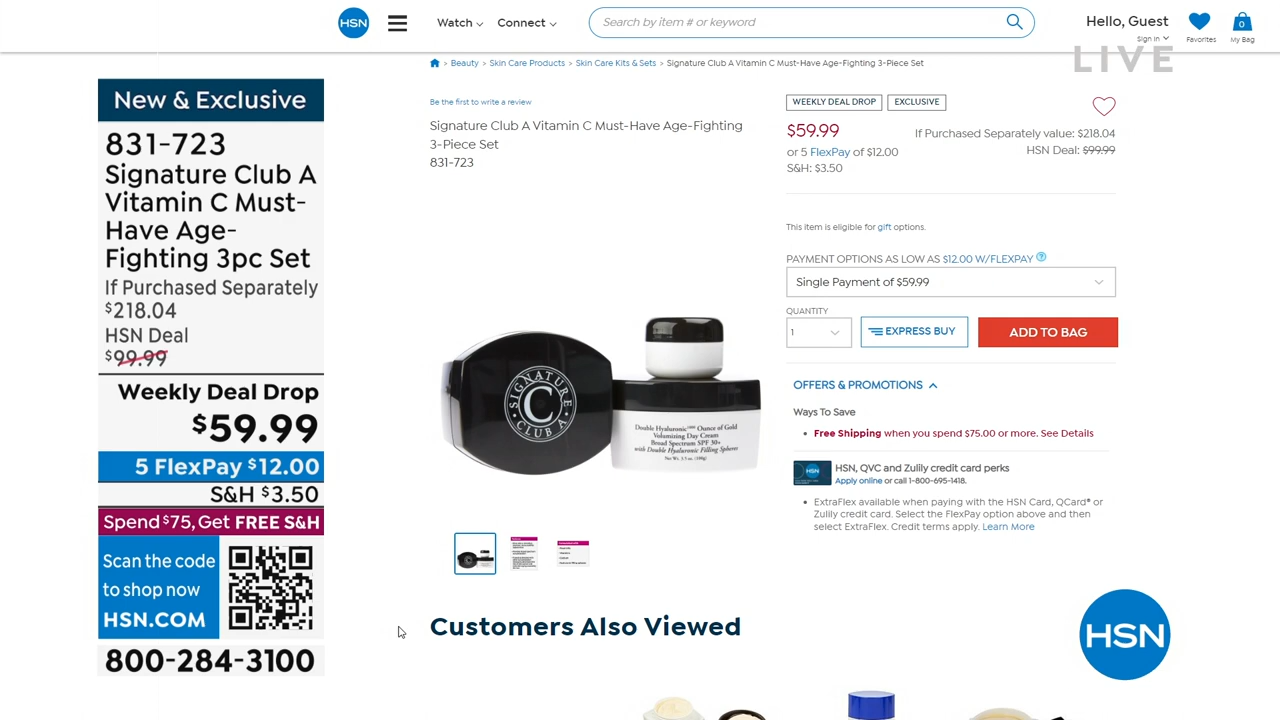 HSN
Watch
Connect
Search by item # or keyword
Hello, Guest
Sign In
Favorites
0
My Bag
LIVE
Beauty > Skin Care Products > Skin Care Kits & Sets > Signature Club A Vitamin C Must-Have Age-Fighting 3-Piece Set
New & Exclusive
831-723
Signature Club A
Vitamin C Must-
Have Age-
Fighting 3pc Set
If Purchased Separately
$218.04
HSN Deal
$99.99
Weekly Deal Drop
$59.99
5 FlexPay $12.00
S&H $3.50
Spend $75, Get FREE S&H
Scan the code
to shop now
HSN.COM
800-284-3100
Be the first to write a review
Signature Club A Vitamin C Must-Have Age-Fighting
3-Piece Set
831-723
SIGNATURE
C
CLUB A
Ounce of Gold
Volumizing Day Cream
Broad Spectrum SPF 30+
with Double Hyaluronic Filling Spheres
WEEKLY DEAL DROP
EXCLUSIVE
$59.99
If Purchased Separately value: $218.04
or 5 FlexPay of $12.00
HSN Deal: $99.99
S&H: $3.50
This item is eligible for gift options.
PAYMENT OPTIONS AS LOW AS $12.00 W/FLEXPAY ?
Single Payment of $59.99
QUANTITY
1
EXPRESS BUY
ADD TO BAG
OFFERS & PROMOTIONS
Ways To Save
• Free Shipping when you spend $75.00 or more. See Details
HSN
HSN, QVC and Zulily credit card perks
Apply online or call 1-800-695-1418.
• ExtraFlex available when paying with the HSN Card, QCard® or
Zulily credit card. Select the FlexPay option above and then
select ExtraFlex. Credit terms apply. Learn More
Customers Also Viewed
HSN